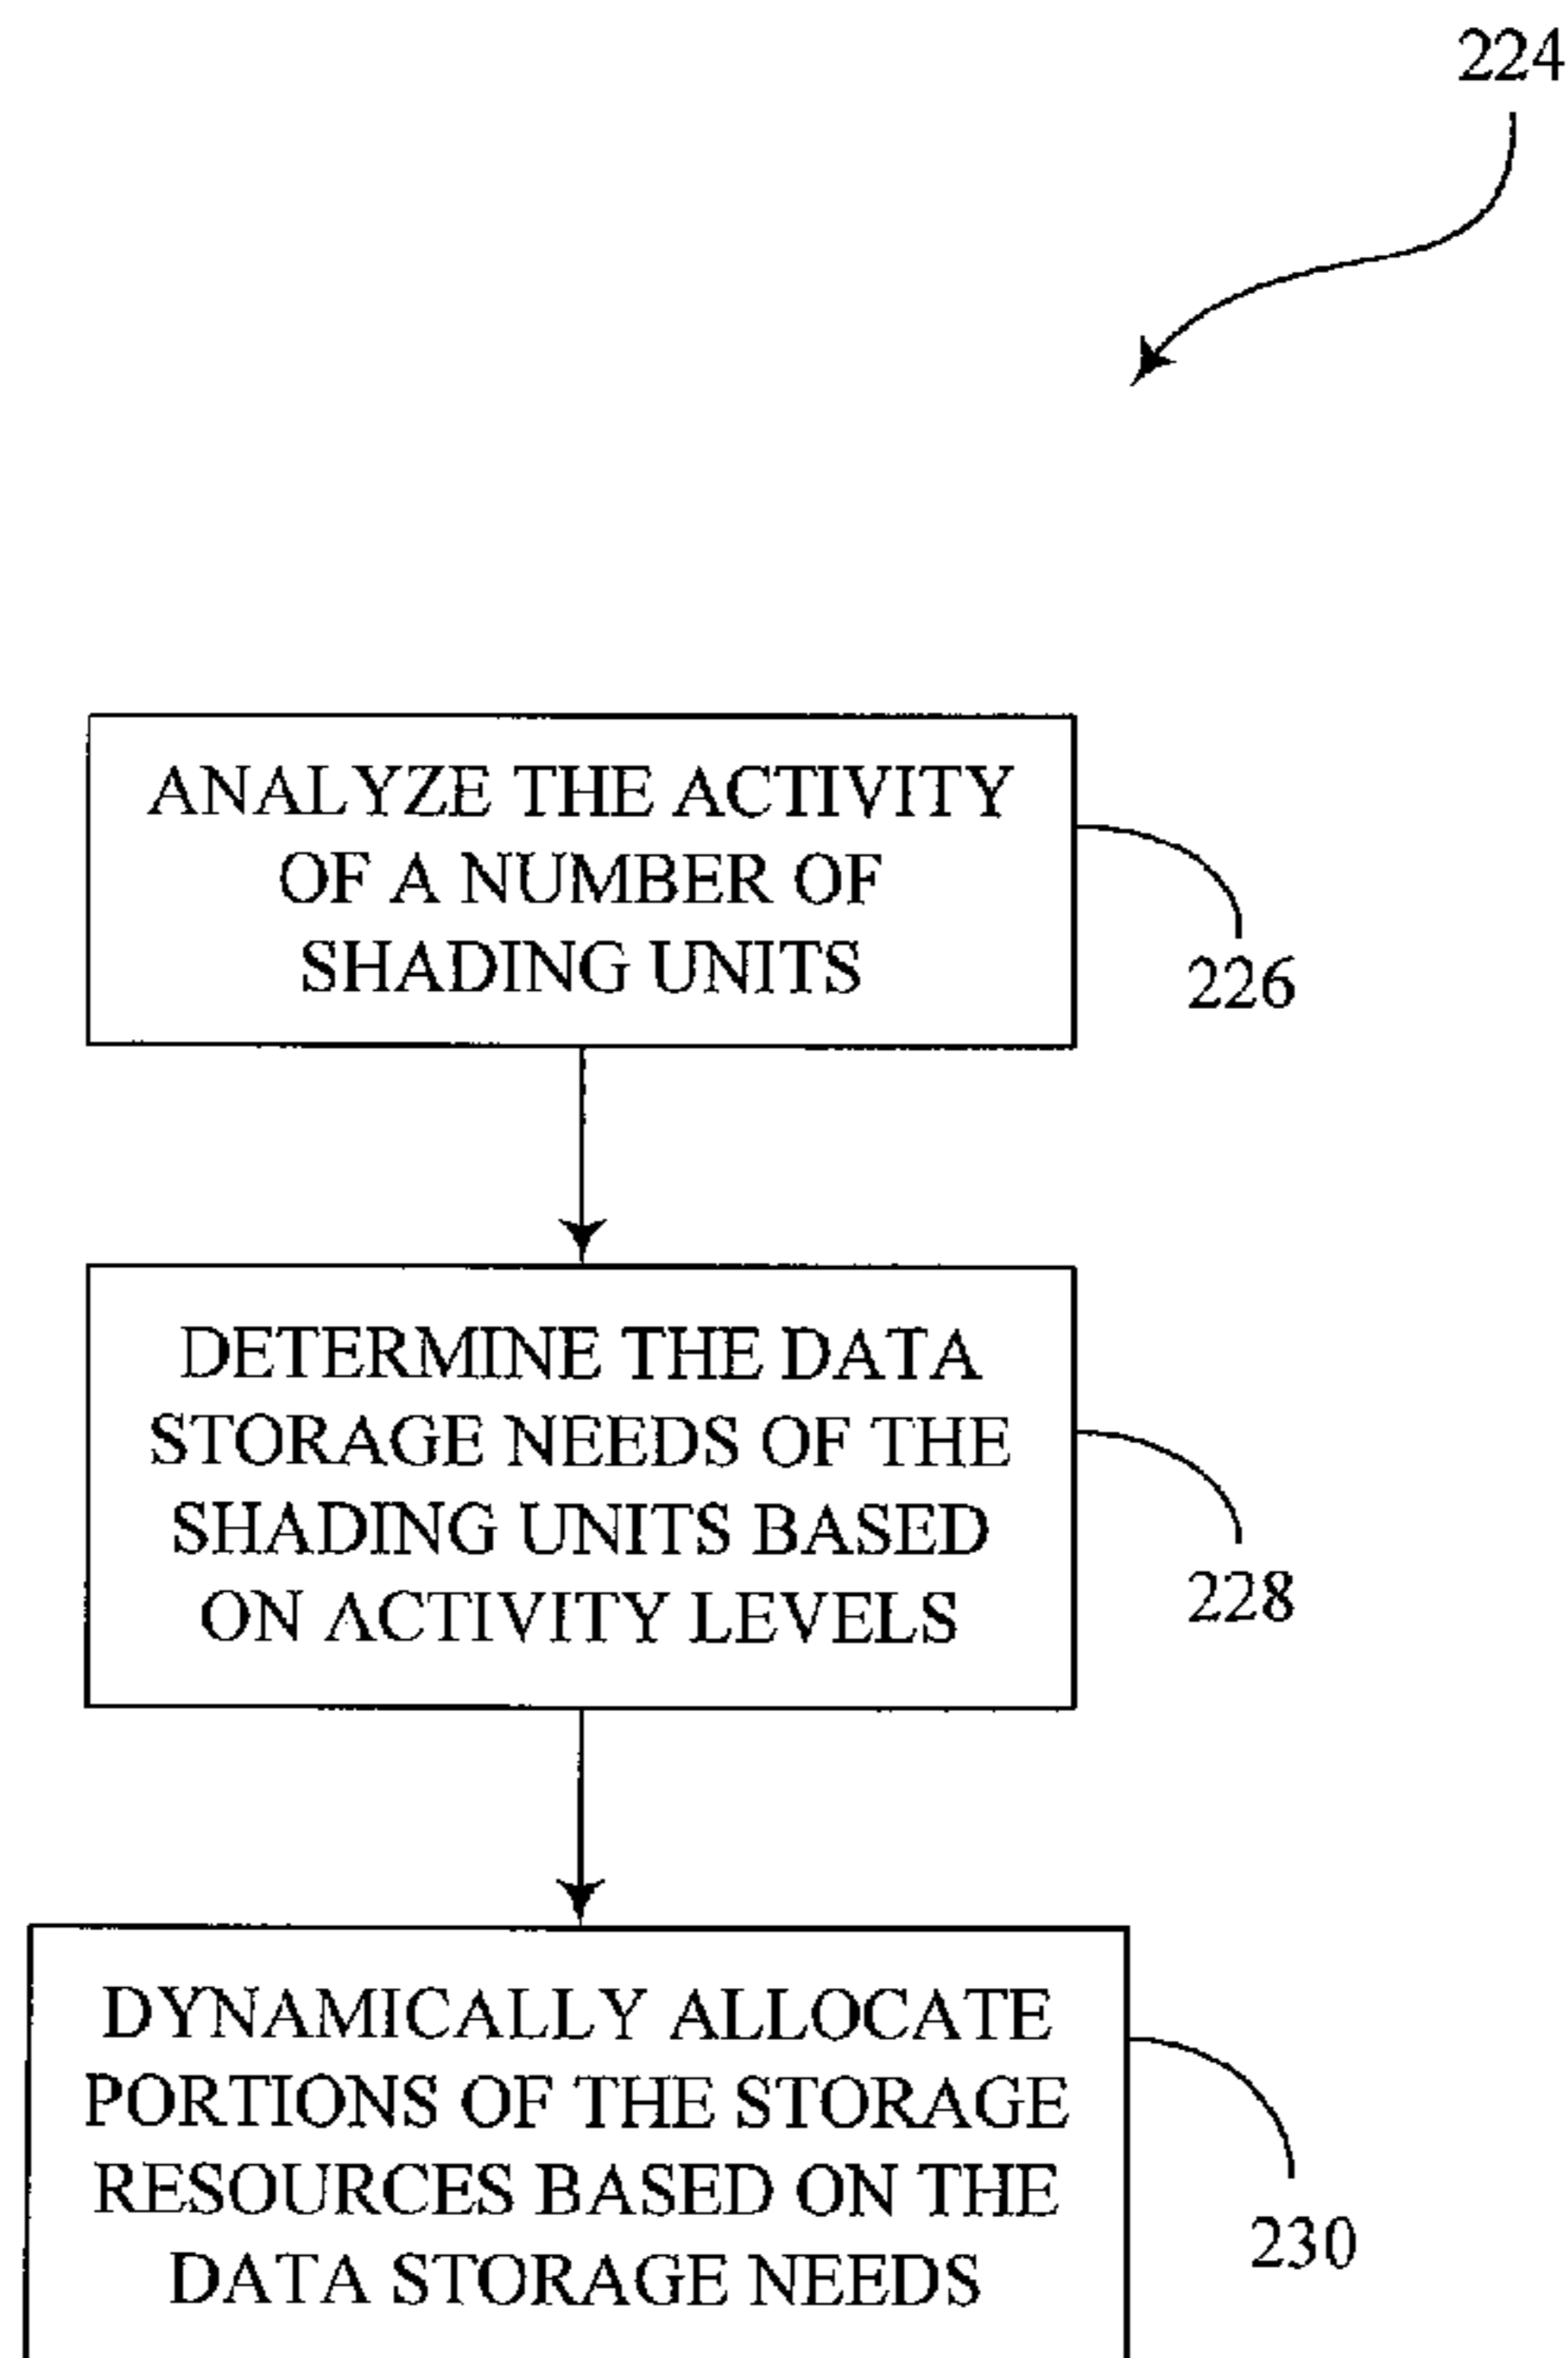 224
ANALYZE THE ACTIVITY
OF A NUMBER OF
SHADING UNITS
226
DETERMINE THE DATA
STORAGE NEEDS OF THE
SHADING UNITS BASED
ON ACTIVITY LEVELS
228
DYNAMICALLY ALLOCATE
PORTIONS OF THE STORAGE
RESOURCES BASED ON THE
DATA STORAGE NEEDS
230